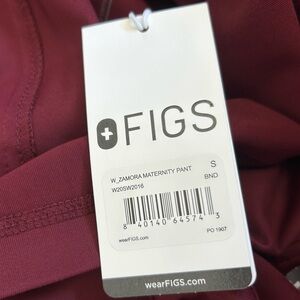 FIGS
W_ZAMORA MATERNITY PANT S
W20SW2016 BND
8 40140 64574 3
wearFIGS.com PO 1907
wearFIGS.com